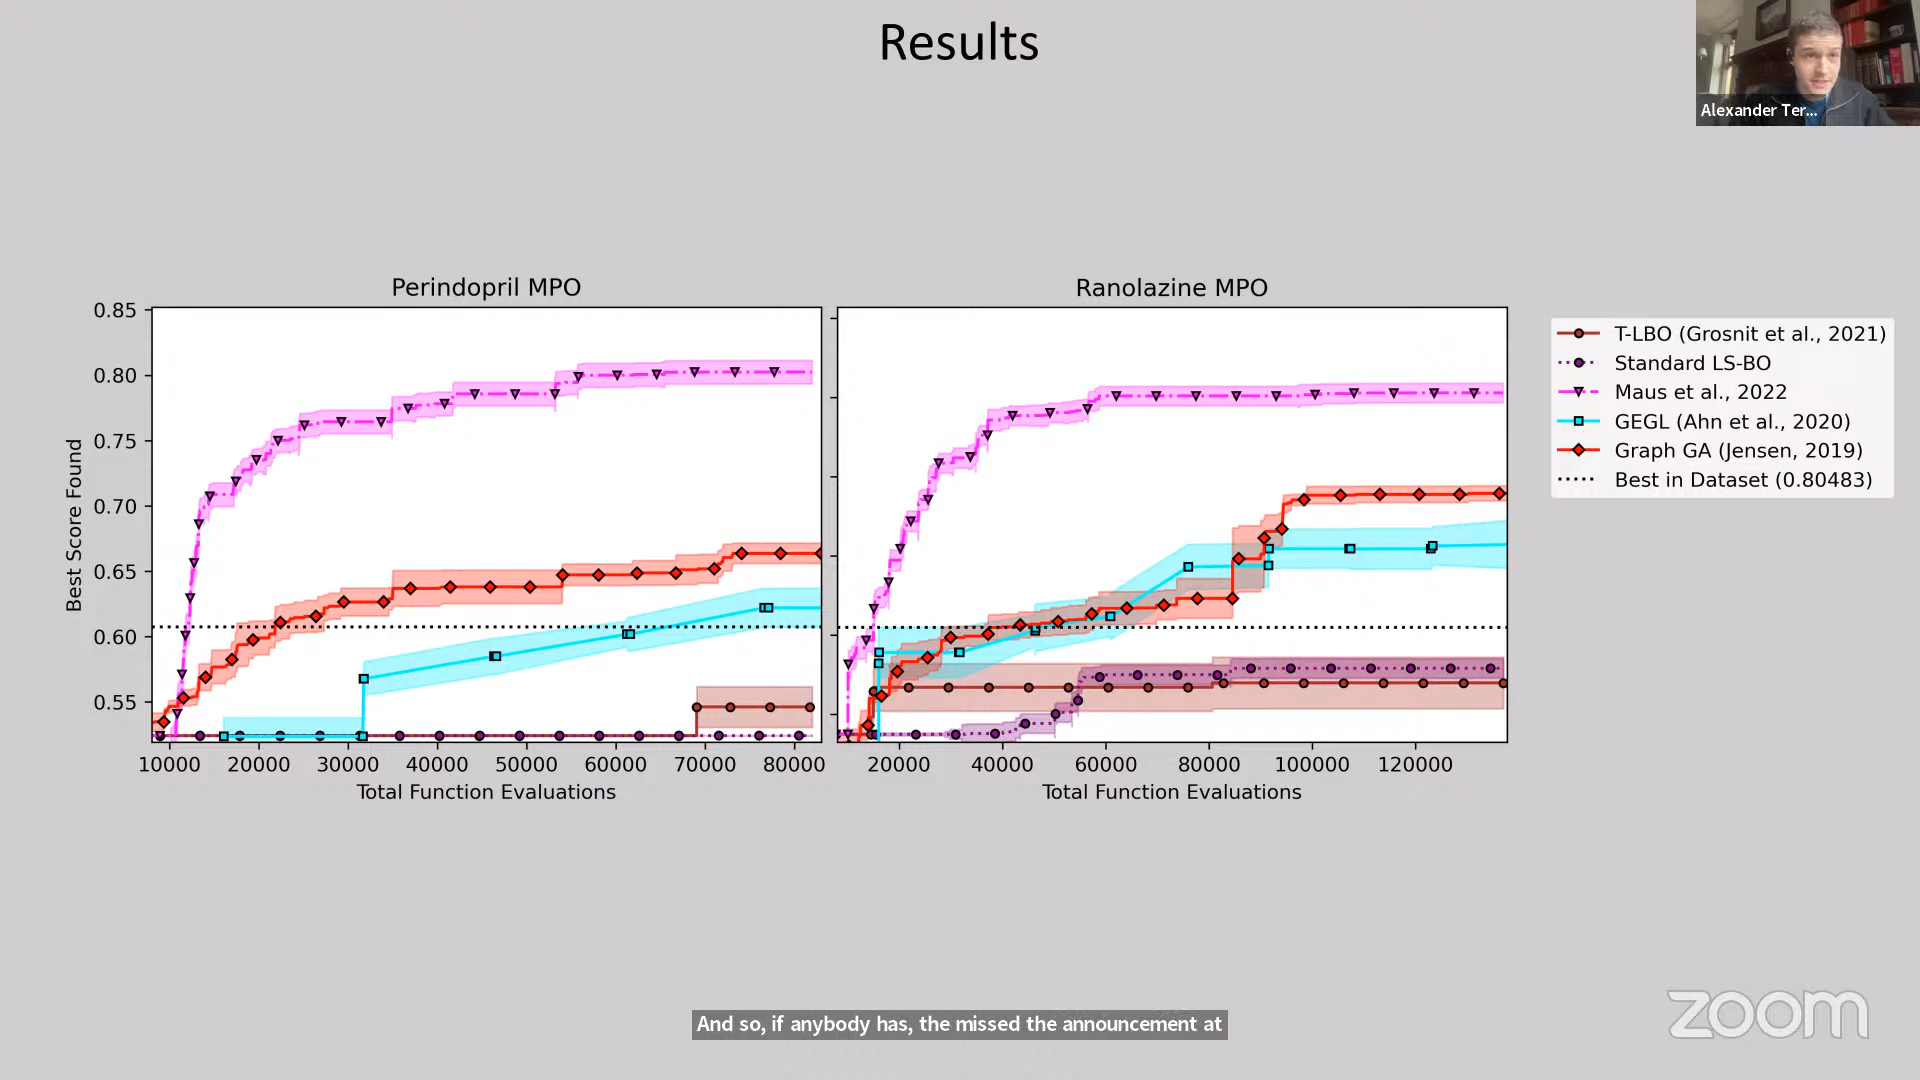 Results
Alexander Ter...
Perindopril MPO
Ranolazine MPO
Best Score Found
0.85
0.80
0.75
0.70
0.65
0.60
0.55
10000 20000 30000 40000 50000 60000 70000 80000
Total Function Evaluations
20000 40000 60000 80000 100000 120000
Total Function Evaluations
T-LBO (Grosnit et al., 2021)
Standard LS-BO
Maus et al., 2022
GEGL (Ahn et al., 2020)
Graph GA (Jensen, 2019)
Best in Dataset (0.80483)
And so, if anybody has, the missed the announcement at
zoom